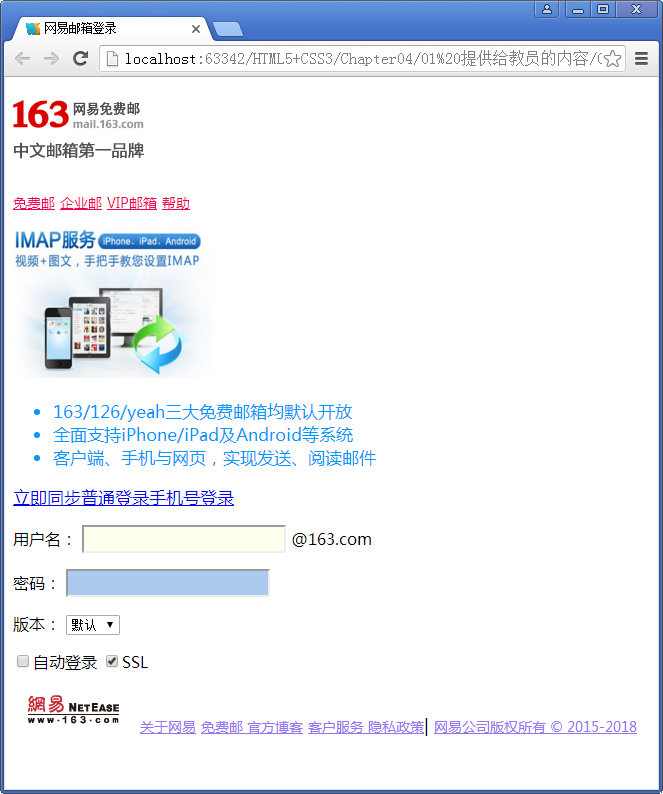 网易邮箱登录
localhost:63342/HTML5+CSS3/Chapter04/01%20提供给教员的内容/
163 网易免费邮
mail.163.com
中文邮箱第一品牌
免费邮 企业邮 VIP邮箱 帮助
IMAP服务 iPhone、iPad、Android
视频+图文，手把手教您设置IMAP
163/126/yeah三大免费邮箱均默认开放
全面支持iPhone/iPad及Android等系统
客户端、手机与网页，实现发送、阅读邮件
立即同步普通登录手机号登录
用户名： @163.com
密码：
版本： 默认
自动登录 SSL
網易 NETEASE
www.163.com
关于网易 免费邮 官方博客 客户服务 隐私政策| 网易公司版权所有 © 2015-2018